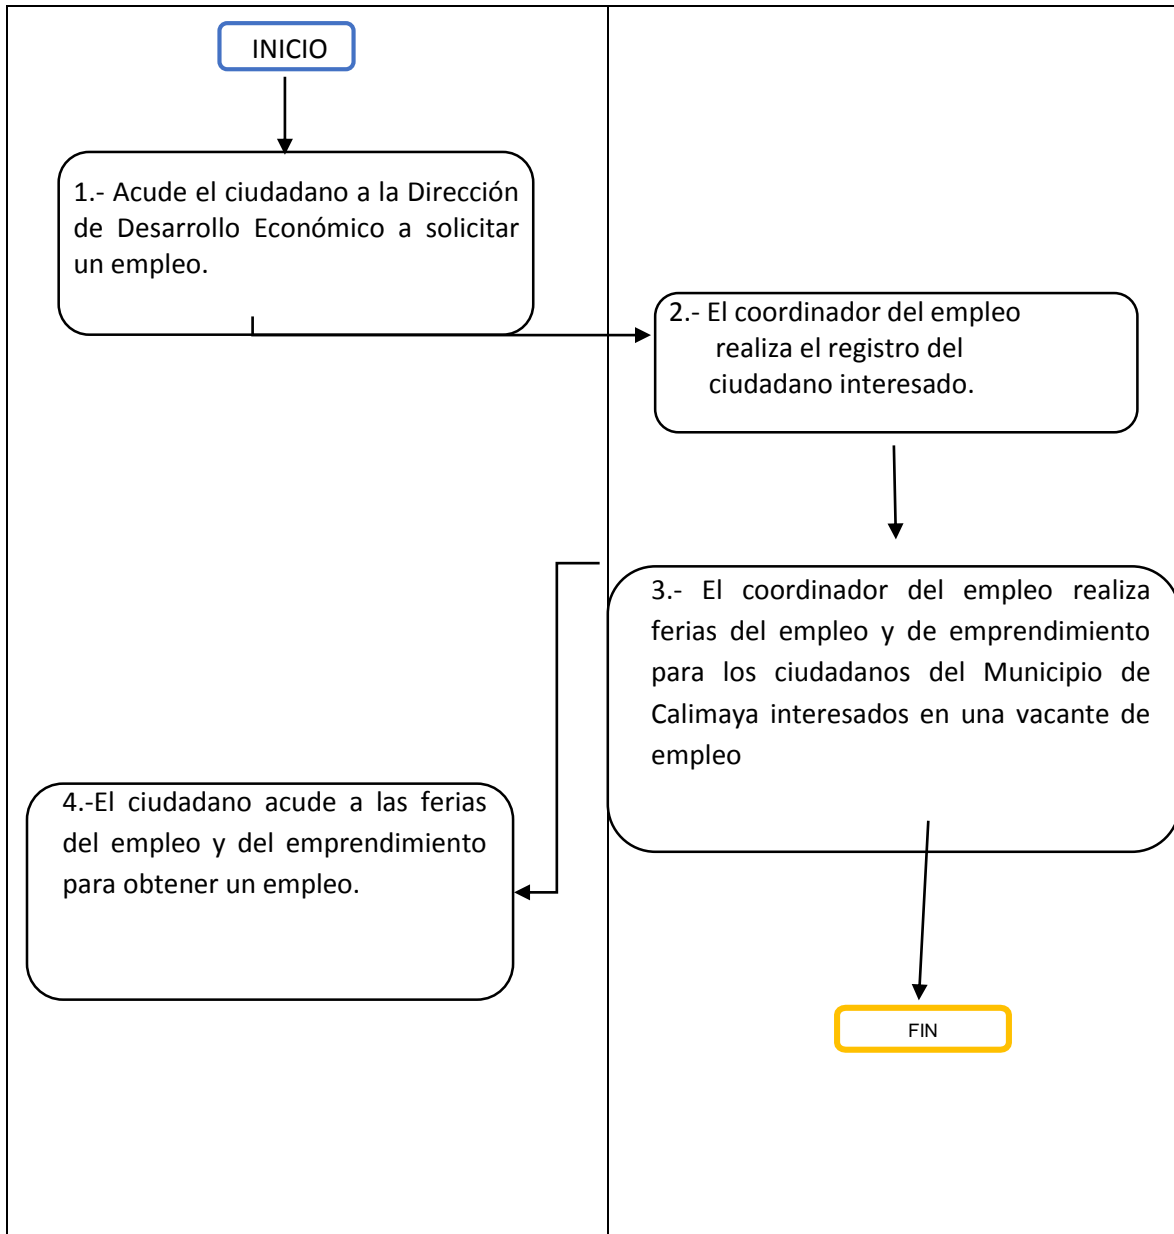 INICIO
1.- Acude el ciudadano a la Dirección
de Desarrollo Económico a solicitar
un empleo.
2.- El coordinador del empleo
realiza el registro del
ciudadano interesado.
3.- El coordinador del empleo realiza
ferias del empleo y de emprendimiento
para los ciudadanos del Municipio de
Calimaya interesados en una vacante de
empleo
4.-El ciudadano acude a las ferias
del empleo y del emprendimiento
para obtener un empleo.
FIN